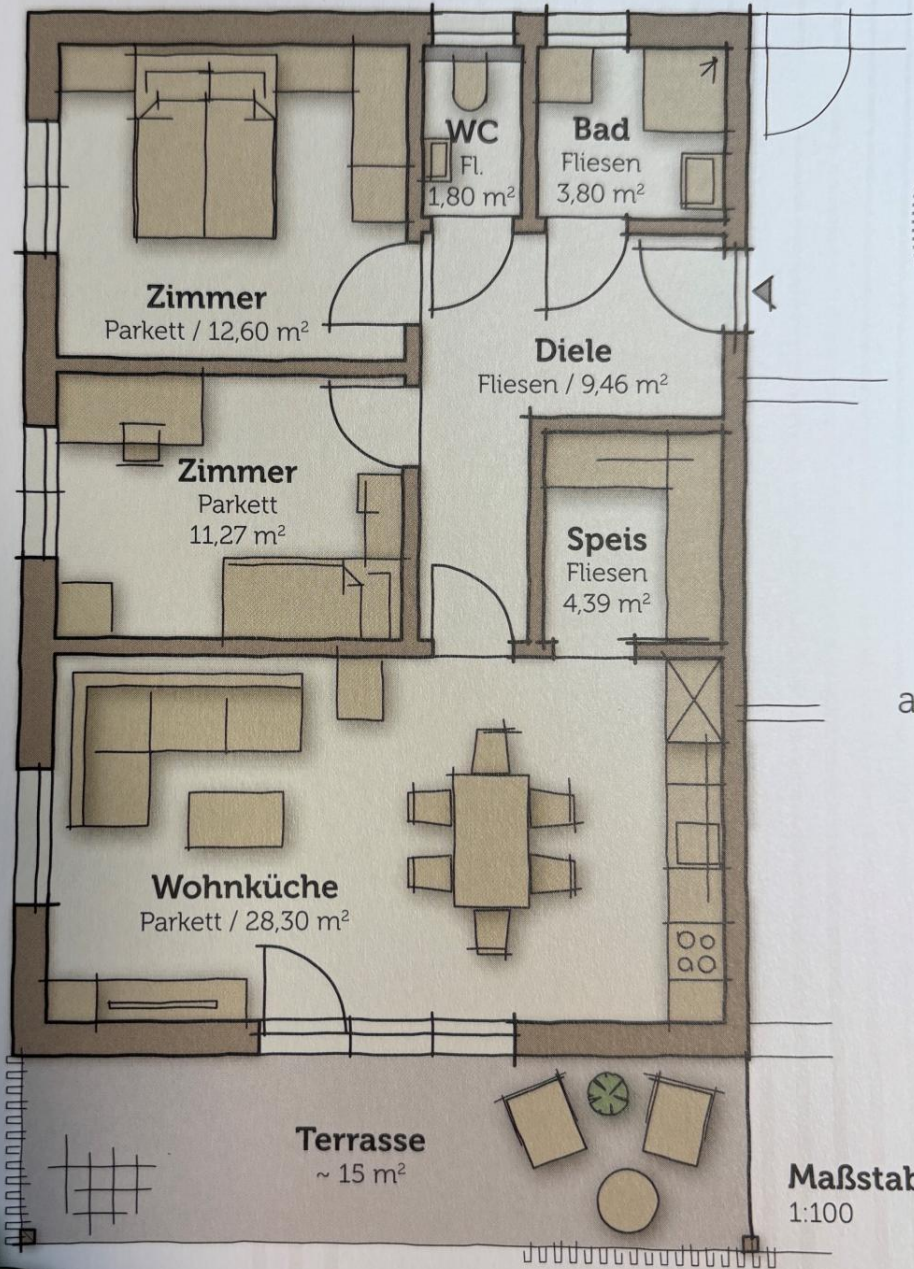 WC
Fl.
1,80 m²
Bad
Fliesen
3,80 m²
Zimmer
Parkett / 12,60 m²
Diele
Fliesen / 9,46 m²
Zimmer
Parkett
11,27 m²
Speis
Fliesen
4,39 m²
a
Wohnküche
Parkett / 28,30 m²
Terrasse
~ 15 m²
Maßstab
1:100